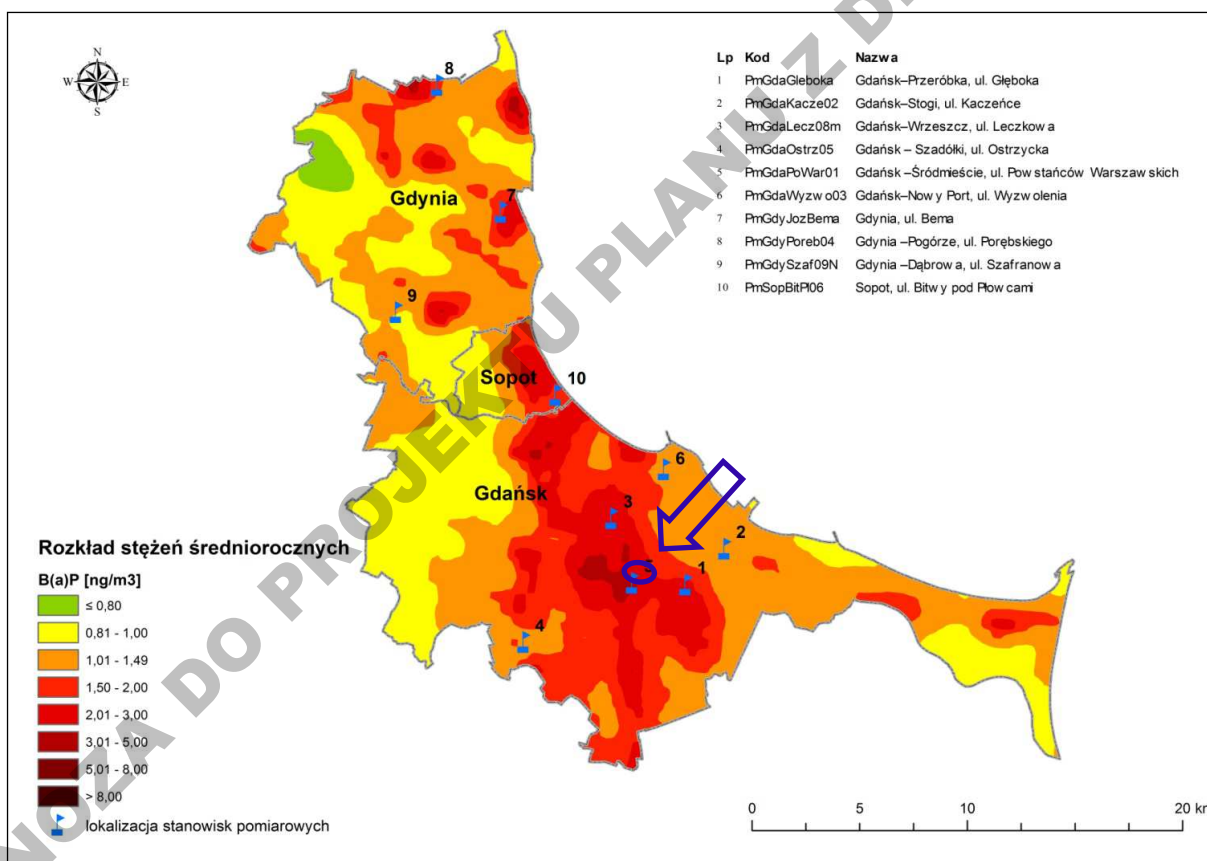 NOZA DO PROJEKTU PLANU Z D
N
W E
S
Lp Kod Nazwa
1 PmGdaGleboka Gdańsk–Przeróbka, ul. Głęboka
2 PmGdaKacze02 Gdańsk–Stogi, ul. Kaczeńce
3 PmGdaLecz08m Gdańsk–Wrzeszcz, ul. Leczkowa
4 PmGdaOstrz05 Gdańsk – Szadółki, ul. Ostrzycka
5 PmGdaPoWar01 Gdańsk –Śródmieście, ul. Powstańców Warszawskich
6 PmGdaWyzwo03 Gdańsk–Nowy Port, ul. Wyzwolenia
7 PmGdyJozBema Gdynia, ul. Bema
8 PmGdyPoreb04 Gdynia –Pogórze, ul. Porębskiego
9 PmGdySzaf09N Gdynia –Dąbrowa, ul. Szafranowa
10 PmSopBitPl06 Sopot, ul. Bitwy pod Płowcami
8
Gdynia
7
9
Sopot
10
6
Gdańsk
3
2
5
1
4
Rozkład stężeń średniorocznych
B(a)P [ng/m3]
≤ 0,80
0,81 - 1,00
1,01 - 1,49
1,50 - 2,00
2,01 - 3,00
3,01 - 5,00
5,01 - 8,00
> 8,00
lokalizacja stanowisk pomiarowych
0 5 10 20 km